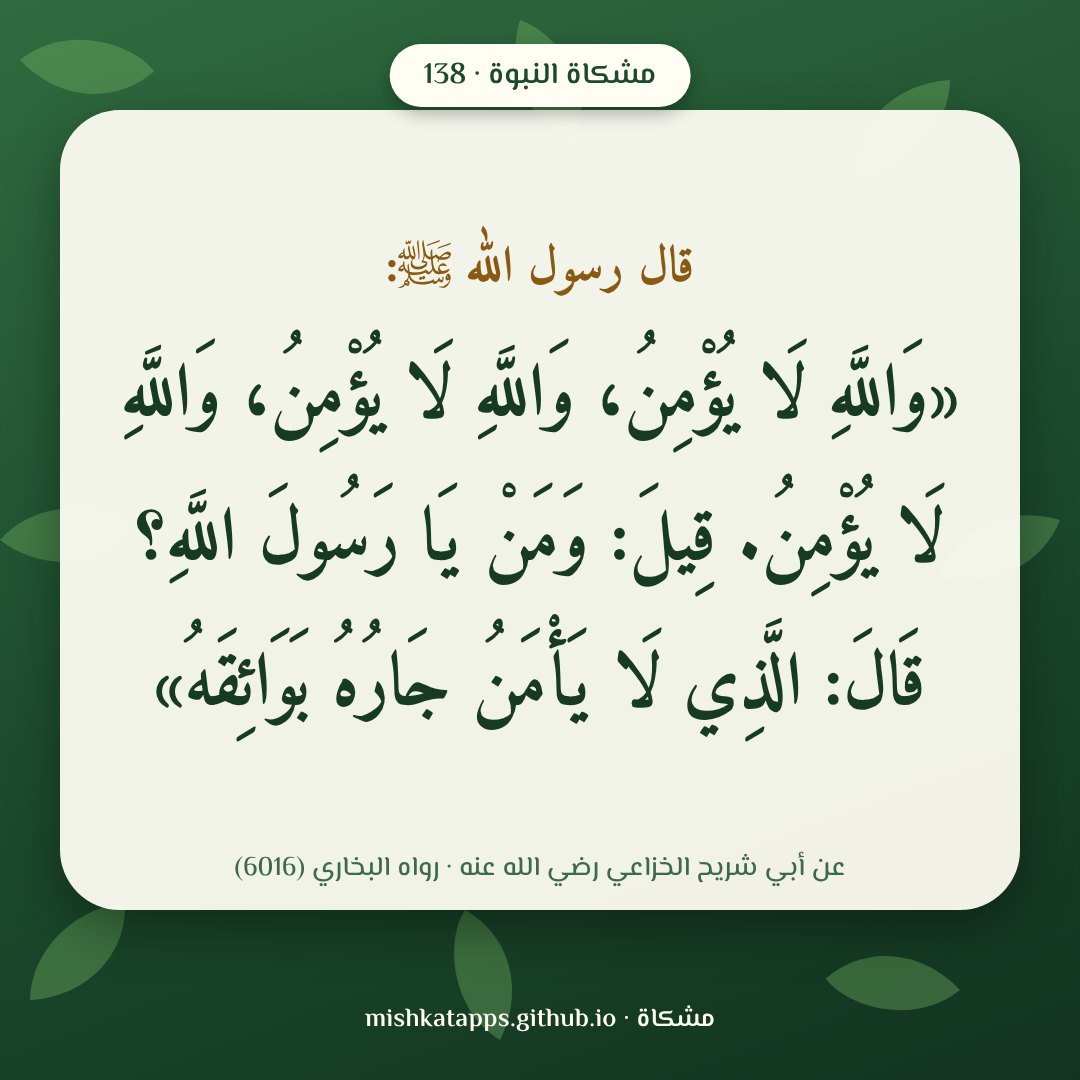 مشكاة النبوة · 138
قال رسول الله ﷺ:
«وَاللَّهِ لَا يُؤْمِنُ، وَاللَّهِ لَا يُؤْمِنُ، وَاللَّهِ
لَا يُؤْمِنُ. قِيلَ: وَمَنْ يَا رَسُولَ اللَّهِ؟
قَالَ: الَّذِي لَا يَأْمَنُ جَارُهُ بَوَائِقَهُ»
عن أبي شريح الخزاعي رضي الله عنه · رواه البخاري (6016)
مشكاة · mishkatapps.github.io